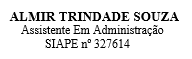 ALMIR TRINDADE SOUZA
Assistente Em Administração
SIAPE nº 327614